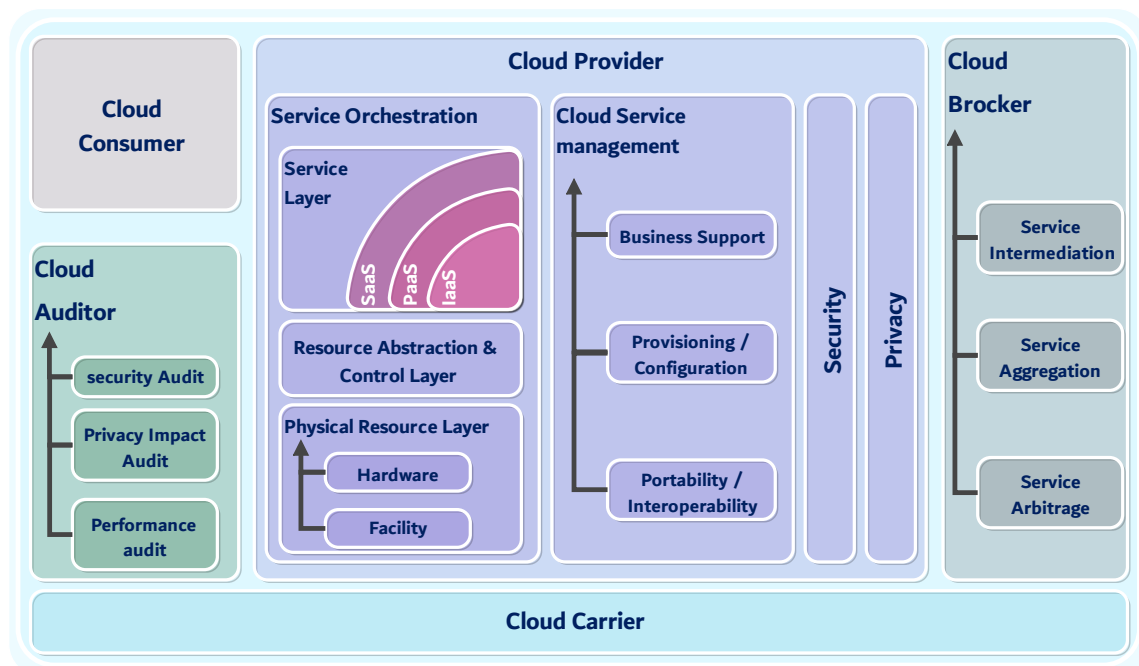 Cloud
Consumer
Cloud
Auditor
security Audit
Privacy Impact
Audit
Performance
audit
Cloud Provider
Service Orchestration
Service
Layer
SaaS
PaaS
IaaS
Resource Abstraction &
Control Layer
Physical Resource Layer
Hardware
Facility
Cloud Service
management
Business Support
Provisioning /
Configuration
Portability /
Interoperability
Security
Privacy
Cloud
Brocker
Service
Intermediation
Service
Aggregation
Service
Arbitrage
Cloud Carrier